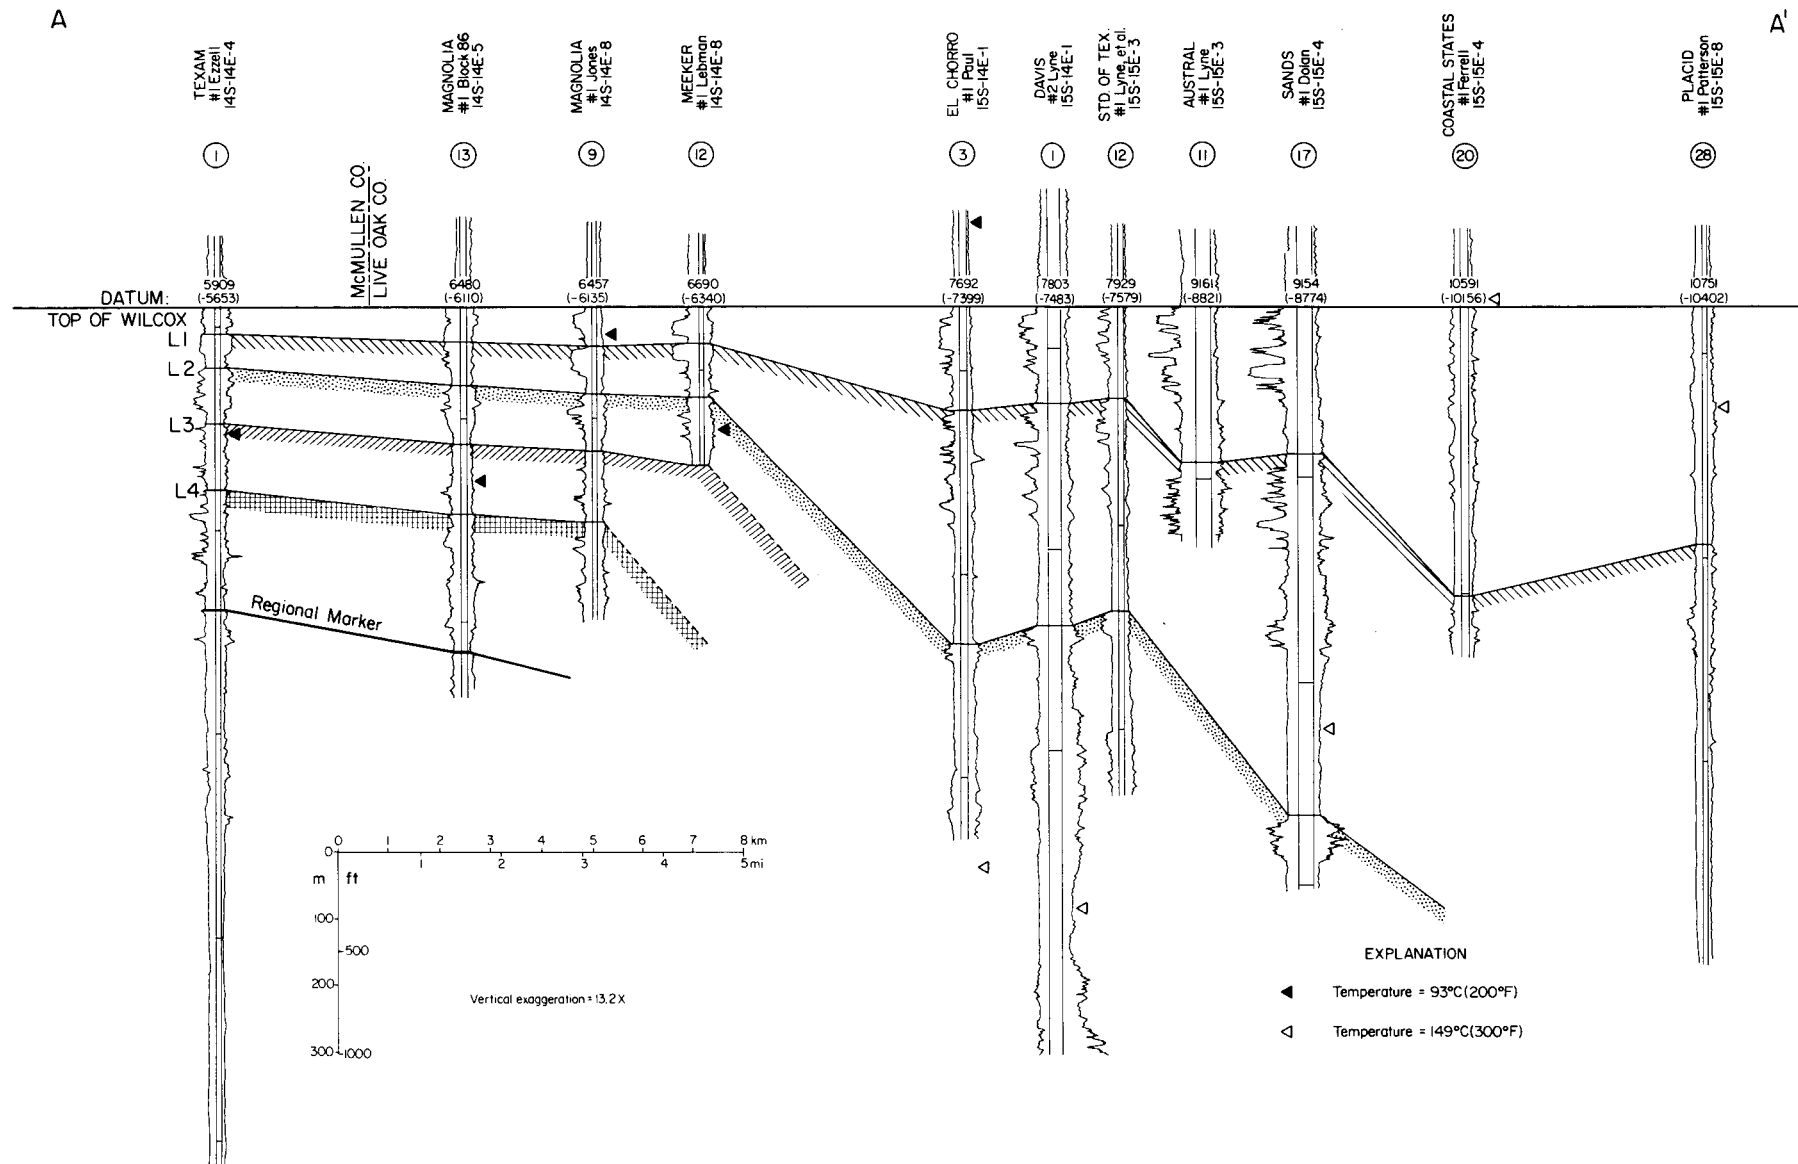 A
A'
TEXAM
#1 Ezzell
14S-14E-4
MAGNOLIA
#1 Block 86
14S-14E-5
MAGNOLIA
#1 Jones
14S-14E-8
MEEKER
#1 Lebman
14S-14E-8
EL CHORRO
#1 Paul
15S-14E-1
DAVIS
#2 Lyne
15S-14E-1
STD. OF TEX.
#1 Lyne, et al.
15S-15E-3
AUSTRAL
#1 Lyne
15S-15E-3
SANDS
#1 Dolan
15S-15E-4
COASTAL STATES
#1 Ferrell
15S-15E-4
PLACID
#1 Patterson
15S-15E-8
1
13
9
12
3
1
12
11
17
20
28
McMULLEN CO.
LIVE OAK CO.
5909
(-5653)
6480
(-6110)
6457
(-6135)
6690
(-6340)
7692
(-7399)
7803
(-7483)
7929
(-7579)
9161
(-8821)
9154
(-8774)
10591
(-10156)
10751
(-10402)
DATUM:
TOP OF WILCOX
L1
L2
L3
L4
Regional Marker
0 1 2 3 4 5 6 7 8 km
0 1 2 3 4 5 mi
m ft
100
500
200
300 1000
Vertical exaggeration = 13.2 X
EXPLANATION
Temperature = 93°C(200°F)
Temperature = 149°C(300°F)